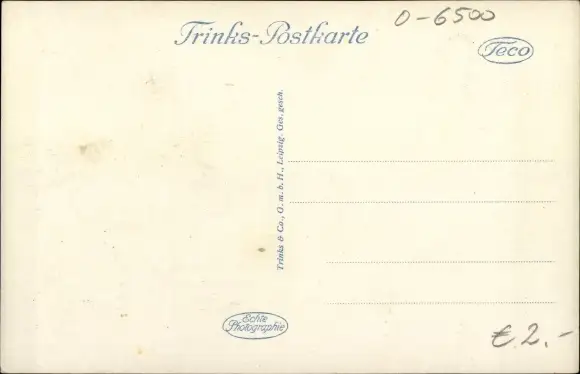 0-6500
Trinks-Postkarte
Teco
Trinks & Co., G.m.b.H., Leipzig. Ges. gesch.
Echte
Photographie
€ 2.-